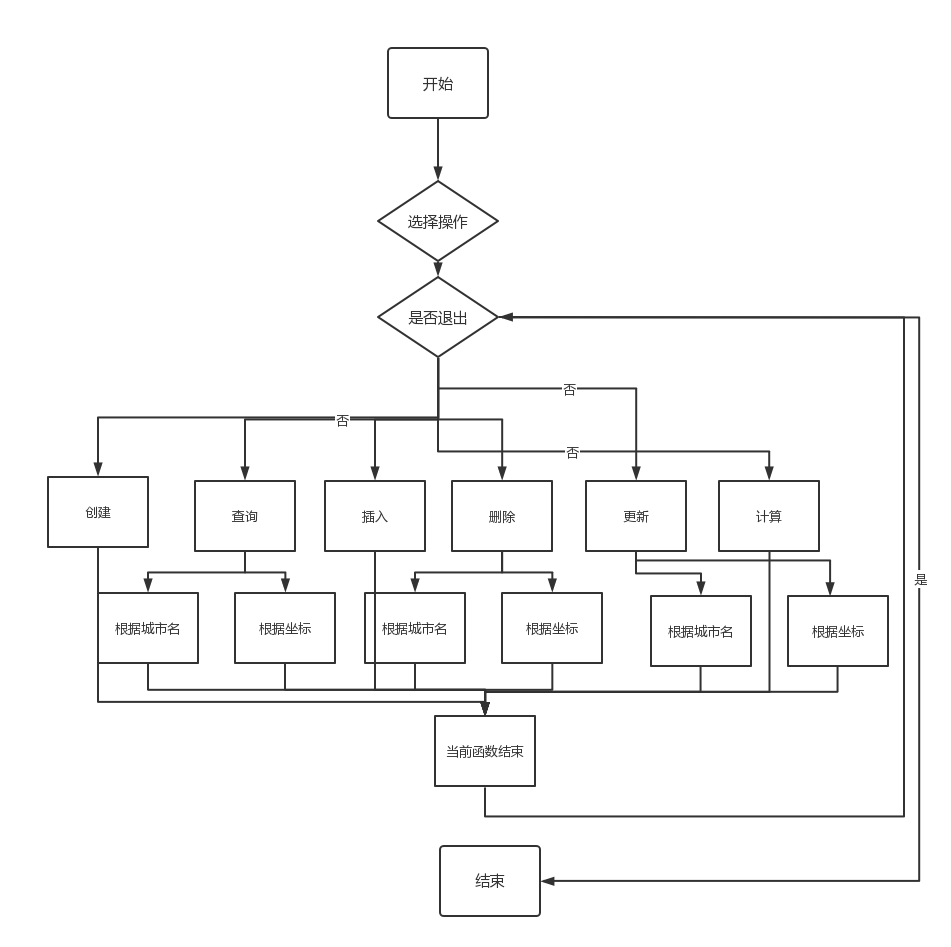 开始
选择操作
是否退出
否
否
否
创建
查询
插入
删除
更新
计算
是
根据城市名
根据坐标
根据城市名
根据坐标
根据城市名
根据坐标
当前函数结束
结束